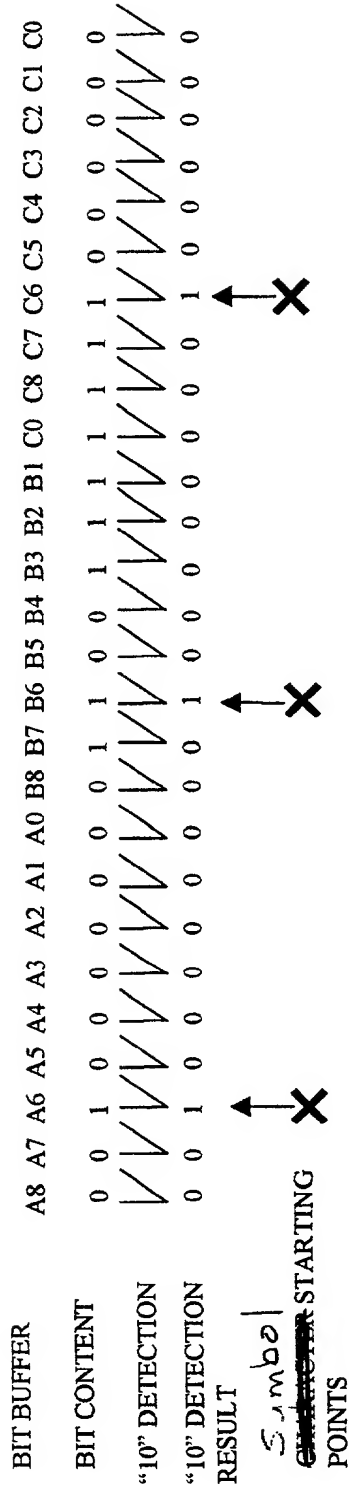 BIT BUFFER A8 A7 A6 A5 A4 A3 A2 A1 A0 B8 B7 B6 B5 B4 B3 B2 B1 C0 C8 C7 C6 C5 C4 C3 C2 C1 C0
BIT CONTENT 0 0 1 0 0 0 0 0 0 0 1 1 0 0 1 1 1 1 1 1 1 0 0 0 0 0 0
“10” DETECTION
“10” DETECTION 0 0 1 0 0 0 0 0 0 0 0 1 0 0 0 0 0 0 0 0 1 0 0 0 0 0 0
RESULT
Simbol
STARTING
POINTS